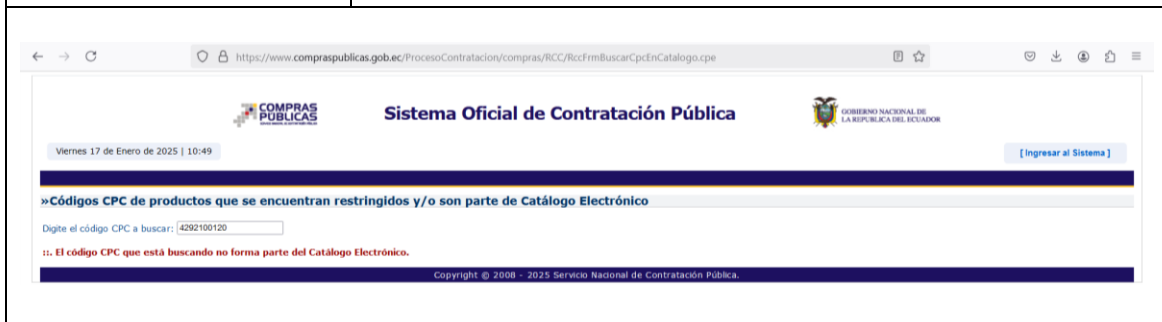 https://www.compraspublicas.gob.ec/ProcesoContratacion/compras/RCC/RccFrmBuscarCpcEnCatalogo.cpe
COMPRAS
PÚBLICAS
Sistema Oficial de Contratación Pública
GOBIERNO NACIONAL DE
LA REPUBLICA DEL ECUADOR
Viernes 17 de Enero de 2025 | 10:49
[ Ingresar al Sistema ]
»Códigos CPC de productos que se encuentran restringidos y/o son parte de Catálogo Electrónico
Digite el código CPC a buscar: 4292100120
::. El código CPC que está buscando no forma parte del Catálogo Electrónico.
Copyright © 2008 - 2025 Servicio Nacional de Contratación Pública.